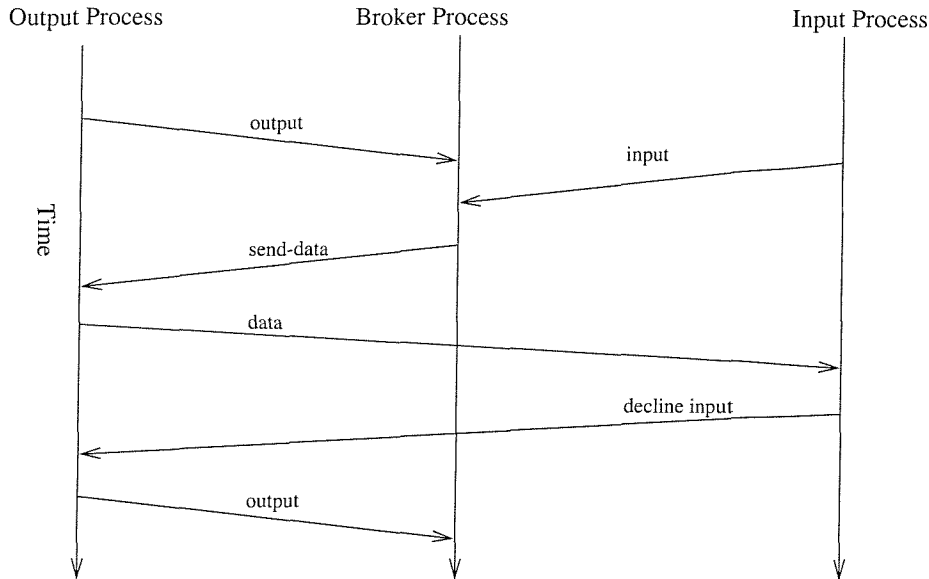 Output Process
Broker Process
Input Process
output
input
Time
send-data
data
decline input
output